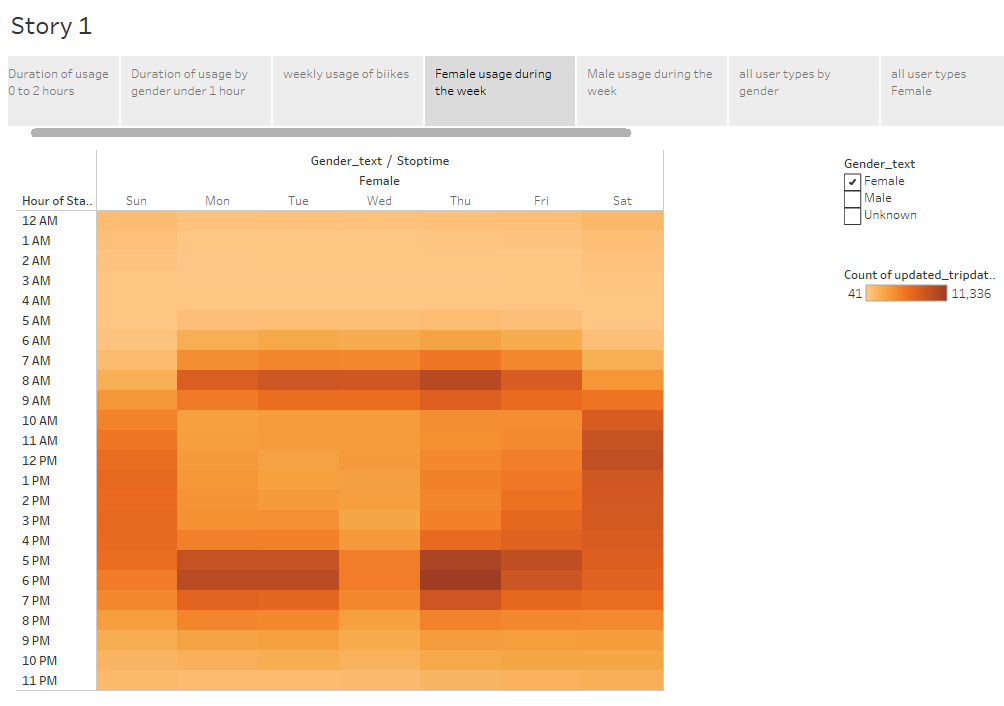 Story 1
Duration of usage
0 to 2 hours
Duration of usage by
gender under 1 hour
weekly usage of biikes
Female usage during
the week
Male usage during the
week
all user types by
gender
all user types
Female
Gender_text / Stoptime
Female
Hour of Sta.. Sun Mon Tue Wed Thu Fri Sat
12 AM
1 AM
2 AM
3 AM
4 AM
5 AM
6 AM
7 AM
8 AM
9 AM
10 AM
11 AM
12 PM
1 PM
2 PM
3 PM
4 PM
5 PM
6 PM
7 PM
8 PM
9 PM
10 PM
11 PM
Gender_text
Female
Male
Unknown
Count of updated_tripdat..
41 11,336